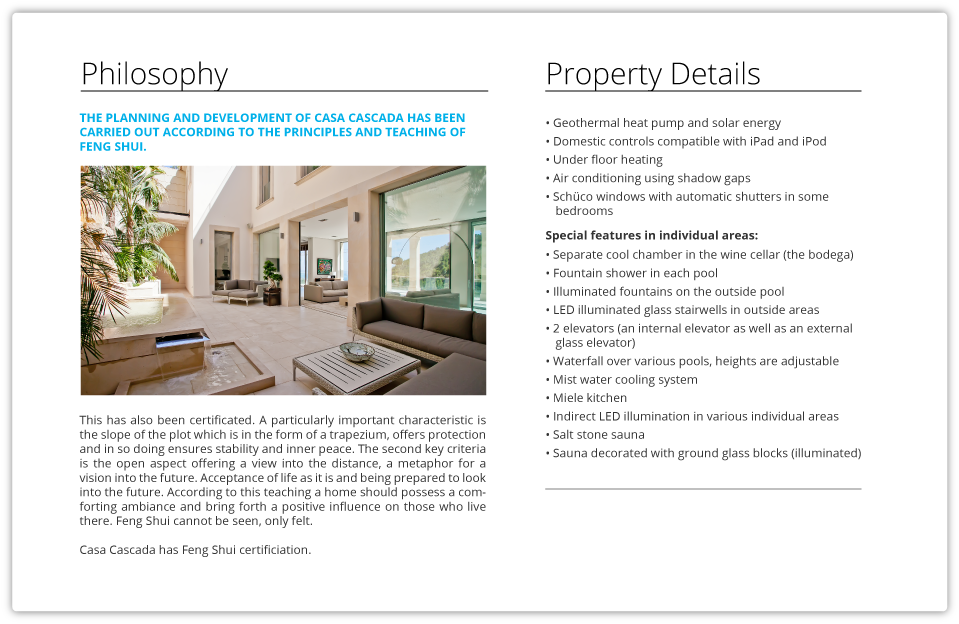 Philosophy
THE PLANNING AND DEVELOPMENT OF CASA CASCADA HAS BEEN
CARRIED OUT ACCORDING TO THE PRINCIPLES AND TEACHING OF
FENG SHUI.
This has also been certificated. A particularly important characteristic is
the slope of the plot which is in the form of a trapezium, offers protection
and in so doing ensures stability and inner peace. The second key criteria
is the open aspect offering a view into the distance, a metaphor for a
vision into the future. Acceptance of life as it is and being prepared to look
into the future. According to this teaching a home should possess a com-
forting ambiance and bring forth a positive influence on those who live
there. Feng Shui cannot be seen, only felt.
Casa Cascada has Feng Shui certificiation.
Property Details
• Geothermal heat pump and solar energy
• Domestic controls compatible with iPad and iPod
• Under floor heating
• Air conditioning using shadow gaps
• Schüco windows with automatic shutters in some
bedrooms
Special features in individual areas:
• Separate cool chamber in the wine cellar (the bodega)
• Fountain shower in each pool
• Illuminated fountains on the outside pool
• LED illuminated glass stairwells in outside areas
• 2 elevators (an internal elevator as well as an external
glass elevator)
• Waterfall over various pools, heights are adjustable
• Mist water cooling system
• Miele kitchen
• Indirect LED illumination in various individual areas
• Salt stone sauna
• Sauna decorated with ground glass blocks (illuminated)